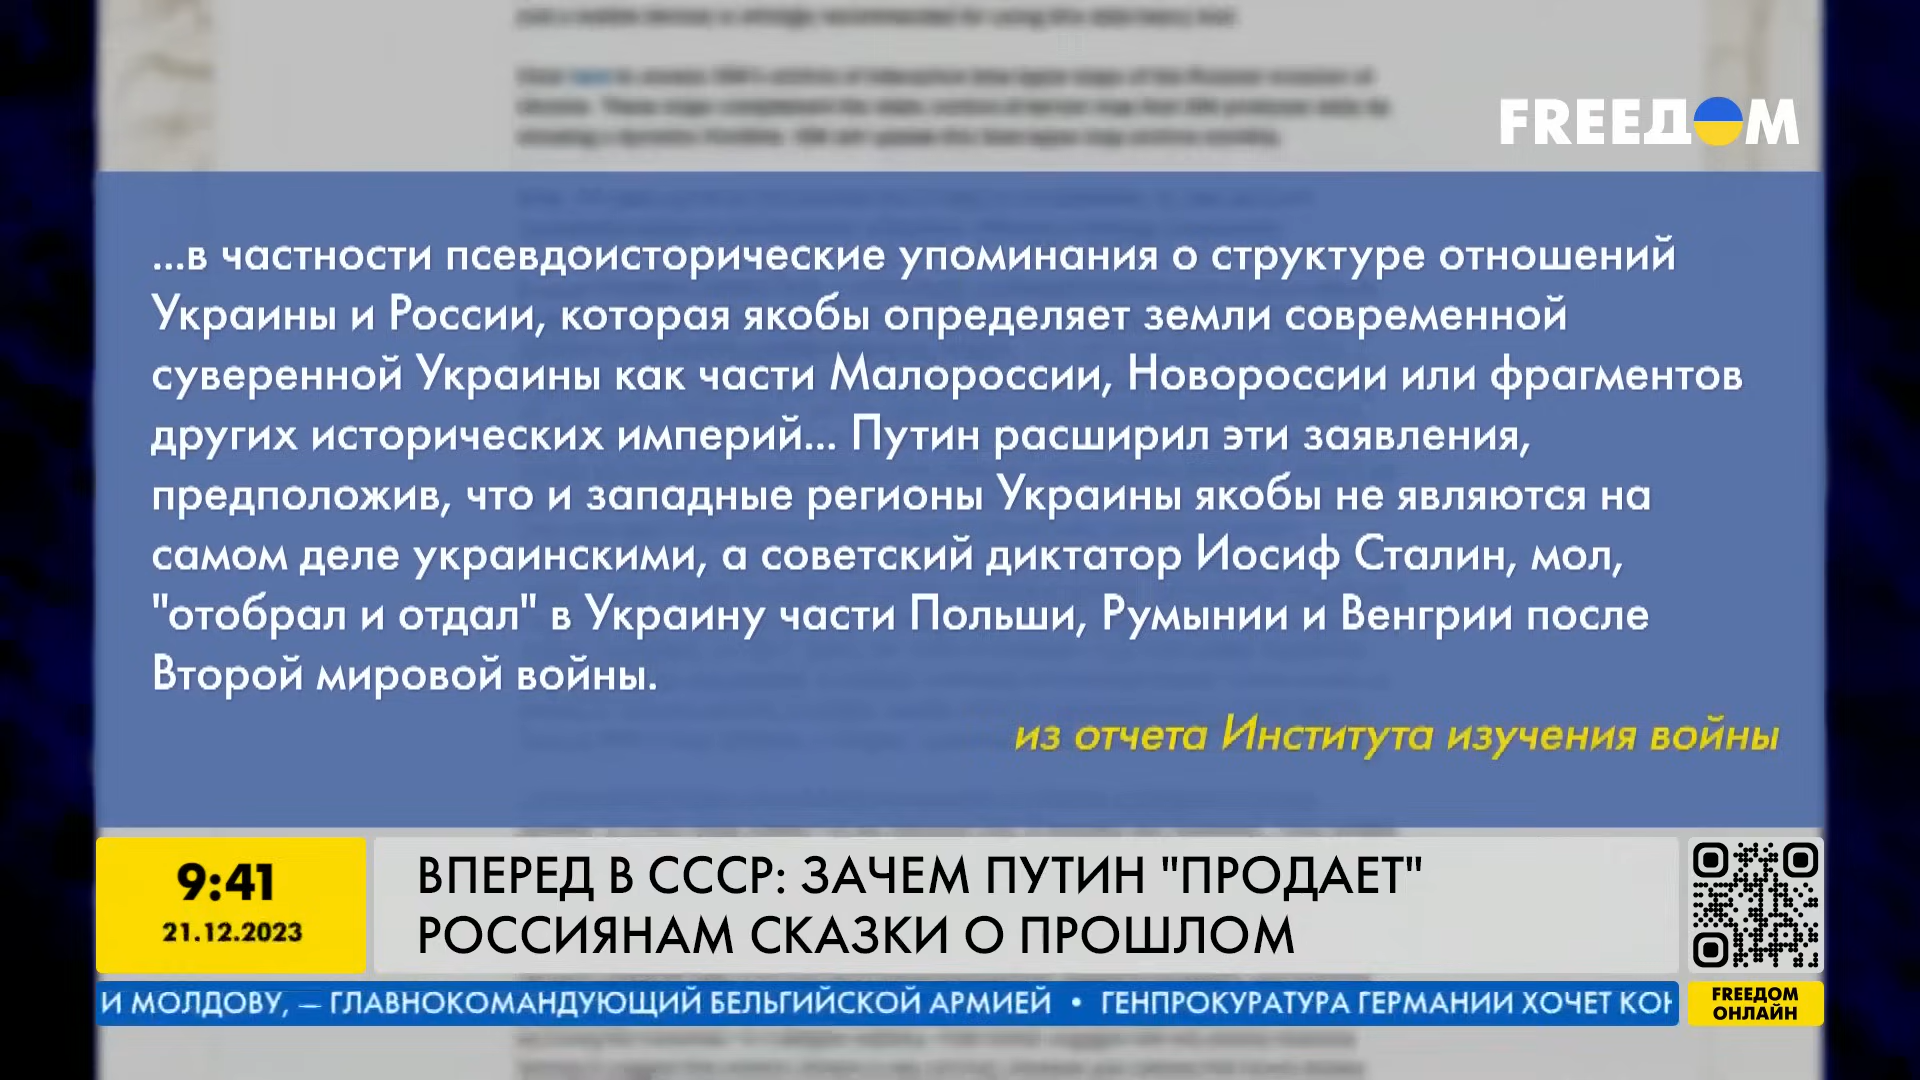 FREEДOM
...в частности псевдоисторические упоминания о структуре отношений
Украины и России, которая якобы определяет земли современной
суверенной Украины как части Малороссии, Новороссии или фрагментов
других исторических империй... Путин расширил эти заявления,
предположив, что и западные регионы Украины якобы не являются на
самом деле украинскими, а советский диктатор Иосиф Сталин, мол,
"отобрал и отдал" в Украину части Польши, Румынии и Венгрии после
Второй мировой войны.
из отчета Института изучения войны
9:41
21.12.2023
ВПЕРЕД В СССР: ЗАЧЕМ ПУТИН "ПРОДАЕТ"
РОССИЯНАМ СКАЗКИ О ПРОШЛОМ
И МОЛДОВУ, — ГЛАВНОКОМАНДУЮЩИЙ БЕЛЬГИЙСКОЙ АРМИЕЙ • ГЕНПРОКУРАТУРА ГЕРМАНИИ ХОЧЕТ
FREEДОМ
ОНЛАЙН